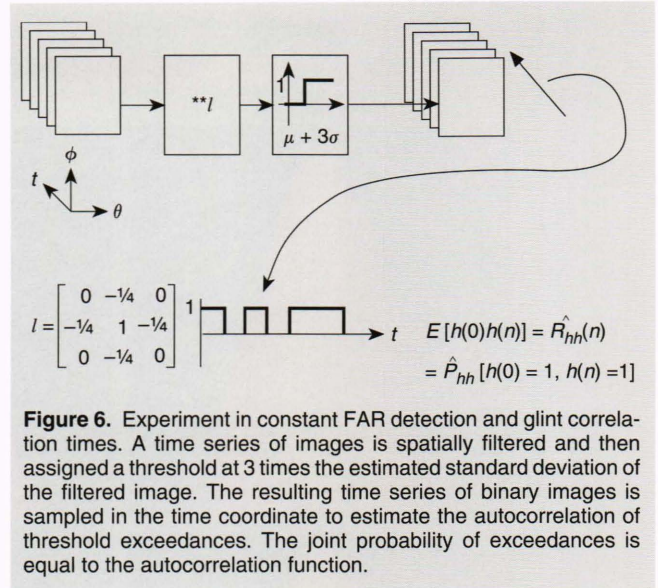 **l
1
μ + 3σ
ϕ
t
θ
l = [ 0 –¼ 0
–¼ 1 –¼
0 –¼ 0 ]
1
t
E [h(0)h(n)] = R̂hh(n)
= P̂hh [h(0) = 1, h(n) =1]
Figure 6. Experiment in constant FAR detection and glint correla-
tion times. A time series of images is spatially filtered and then
assigned a threshold at 3 times the estimated standard deviation of
the filtered image. The resulting time series of binary images is
sampled in the time coordinate to estimate the autocorrelation of
threshold exceedances. The joint probability of exceedances is
equal to the autocorrelation function.